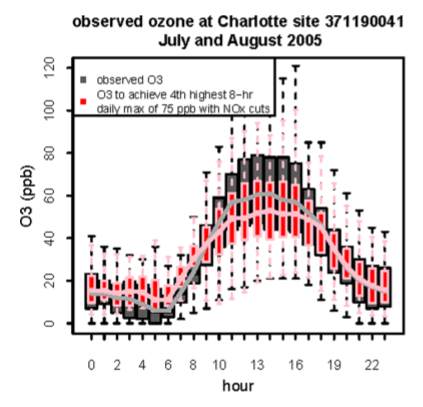 observed ozone at Charlotte site 371190041
July and August 2005
observed O3
O3 to achieve 4th highest 8-hr
daily max of 75 ppb with NOx cuts
O3 (ppb)
120
100
80
60
40
20
0
0 2 4 6 8 10 13 16 19 22
hour